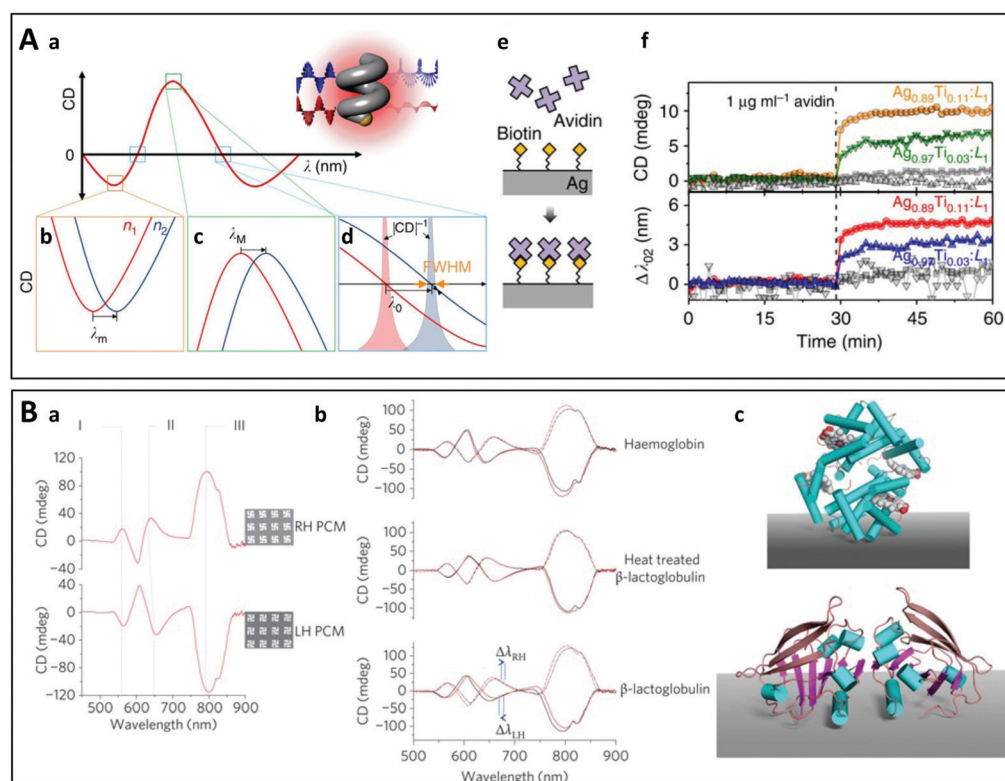 A
a
CD
0
λ (nm)
b
n1
n2
λm
CD
c
λM
d
|CD|⁻¹
FWHM
λ0
e
Avidin
Biotin
Ag
f
1 μg ml⁻¹ avidin
Ag0.89Ti0.11:L1
Ag0.97Ti0.03:L1
CD (mdeg)
10
5
0
Ag0.89Ti0.11:L1
Ag0.97Ti0.03:L1
Δλ02 (nm)
6
3
0
0 15 30 45 60
Time (min)
B
a
I
II
III
CD (mdeg)
120
80
40
0
−40
RH PCM
CD (mdeg)
40
0
−40
−80
−120
LH PCM
500 600 700 800 900
Wavelength (nm)
b
CD (mdeg)
100
50
0
−50
−100
Haemoglobin
CD (mdeg)
100
50
0
−50
−100
Heat treated
β-lactoglobulin
CD (mdeg)
100
50
0
−50
−100
ΔλRH
ΔλLH
β-lactoglobulin
500 600 700 800 900
Wavelength (nm)
c